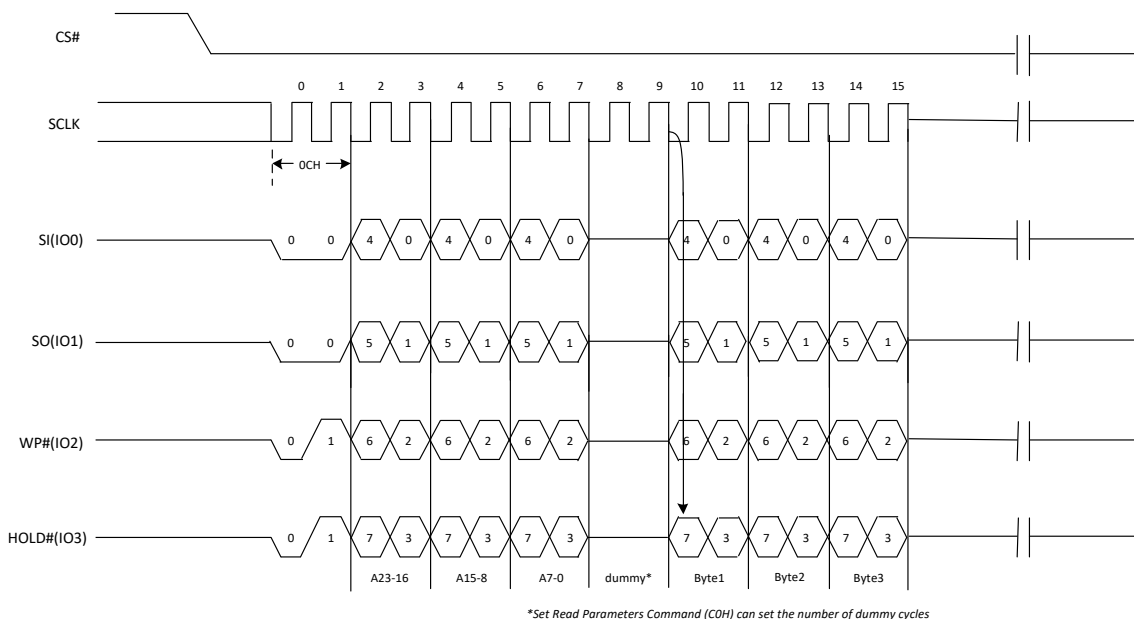 CS#
0 1 2 3 4 5 6 7 8 9 10 11 12 13 14 15
SCLK
0CH
SI(IO0) 0 0 4 0 4 0 4 0 4 0 4 0 4 0
SO(IO1) 0 0 5 1 5 1 5 1 5 1 5 1 5 1
WP#(IO2) 0 1 6 2 6 2 6 2 6 2 6 2 6 2
HOLD#(IO3) 0 1 7 3 7 3 7 3 7 3 7 3 7 3
A23-16 A15-8 A7-0 dummy* Byte1 Byte2 Byte3
*Set Read Parameters Command (C0H) can set the number of dummy cycles